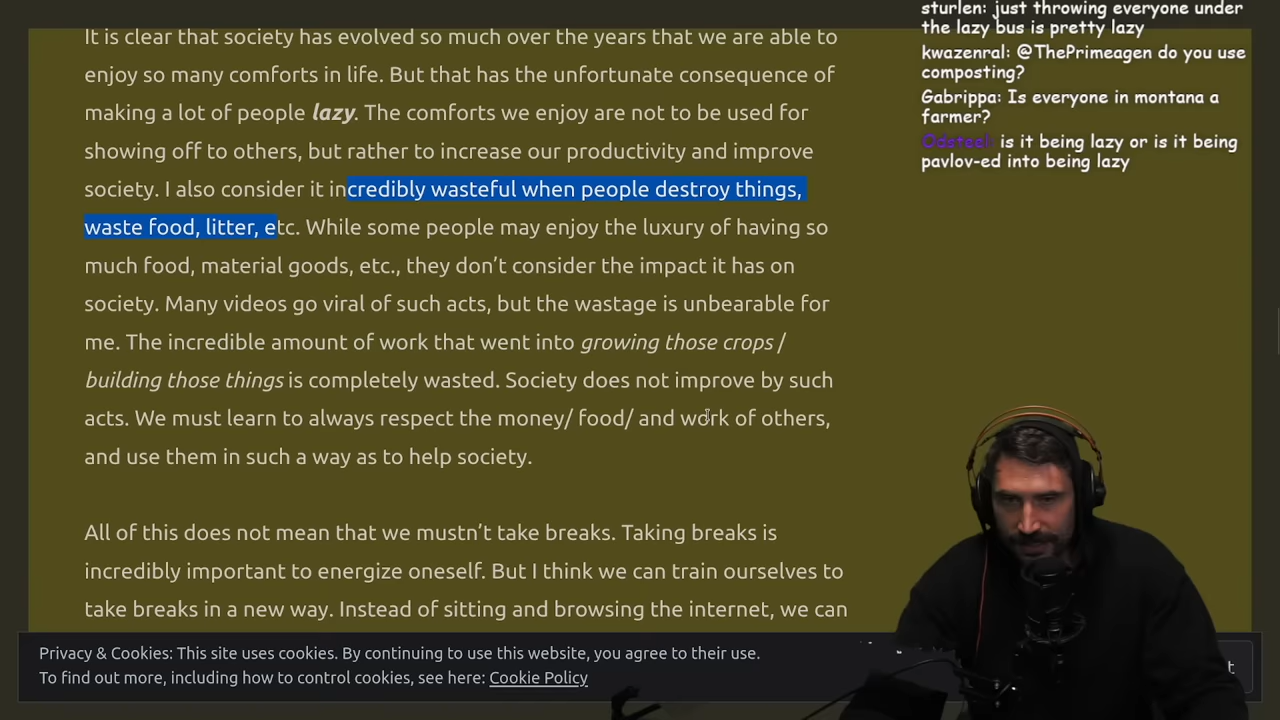 It is clear that society has evolved so much over the years that we are able to
enjoy so many comforts in life. But that has the unfortunate consequence of
making a lot of people lazy. The comforts we enjoy are not to be used for
showing off to others, but rather to increase our productivity and improve
society. I also consider it incredibly wasteful when people destroy things,
waste food, litter, etc. While some people may enjoy the luxury of having so
much food, material goods, etc., they don’t consider the impact it has on
society. Many videos go viral of such acts, but the wastage is unbearable for
me. The incredible amount of work that went into growing those crops /
building those things is completely wasted. Society does not improve by such
acts. We must learn to always respect the money/ food/ and work of others,
and use them in such a way as to help society.
All of this does not mean that we mustn’t take breaks. Taking breaks is
incredibly important to energize oneself. But I think we can train ourselves to
take breaks in a new way. Instead of sitting and browsing the internet, we can
Privacy & Cookies: This site uses cookies. By continuing to use this website, you agree to their use.
To find out more, including how to control cookies, see here: Cookie Policy
sturlen: just throwing everyone under
the lazy bus is pretty lazy
kwazenral: @ThePrimeagen do you use
composting?
Gabrippa: Is everyone in montana a
farmer?
Odsteel: is it being lazy or is it being
pavlov-ed into being lazy